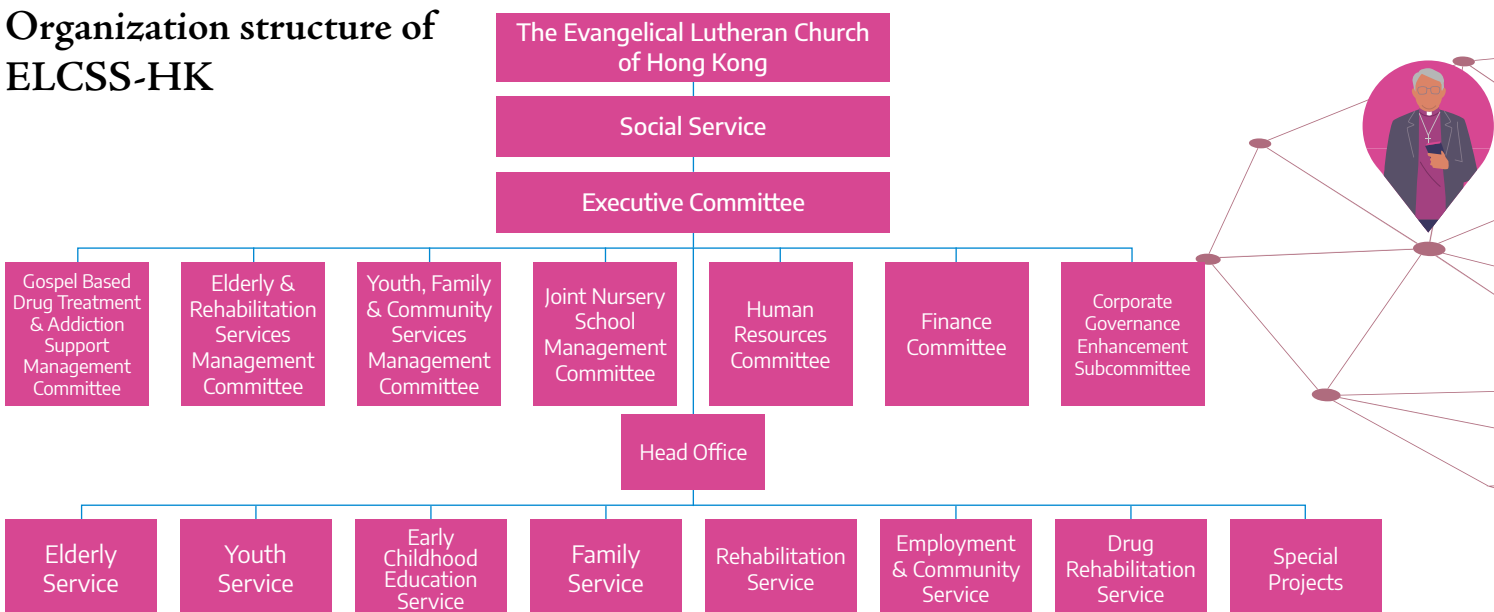 Organization structure of
ELCSS-HK
The Evangelical Lutheran Church
of Hong Kong
Social Service
Executive Committee
Gospel Based
Drug Treatment
& Addiction
Support
Management
Committee
Elderly &
Rehabilitation
Services
Management
Committee
Youth, Family
& Community
Services
Management
Committee
Joint Nursery
School
Management
Committee
Human
Resources
Committee
Finance
Committee
Corporate
Governance
Enhancement
Subcommittee
Head Office
Elderly
Service
Youth
Service
Early
Childhood
Education
Service
Family
Service
Rehabilitation
Service
Employment
& Community
Service
Drug
Rehabilitation
Service
Special
Projects